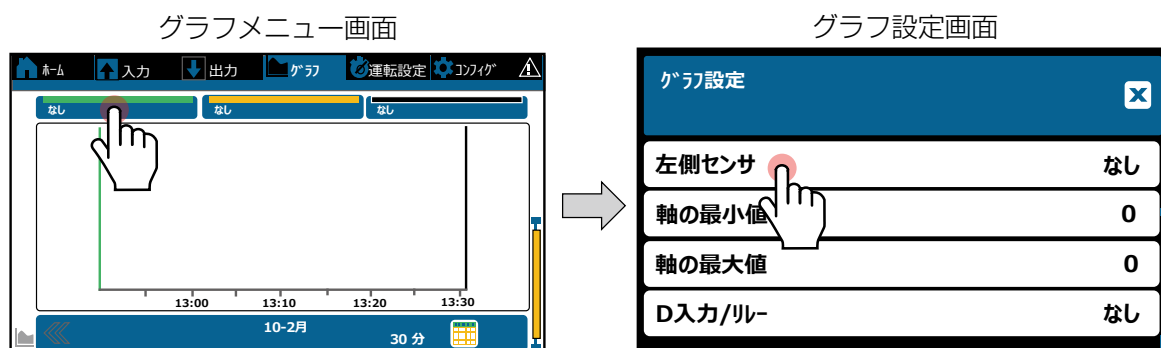 グラフメニュー画面
ﾎｰﾑ 入力 出力 ｸﾞﾗﾌ 運転設定 ｺﾝﾌｨｸﾞ
なし なし なし
13:00 13:10 13:20 13:30
10-2月
30 分
グラフ設定画面
ｸﾞﾗﾌ設定
左側センサ なし
軸の最小値 0
軸の最大値 0
D入力/ﾘﾚｰ なし